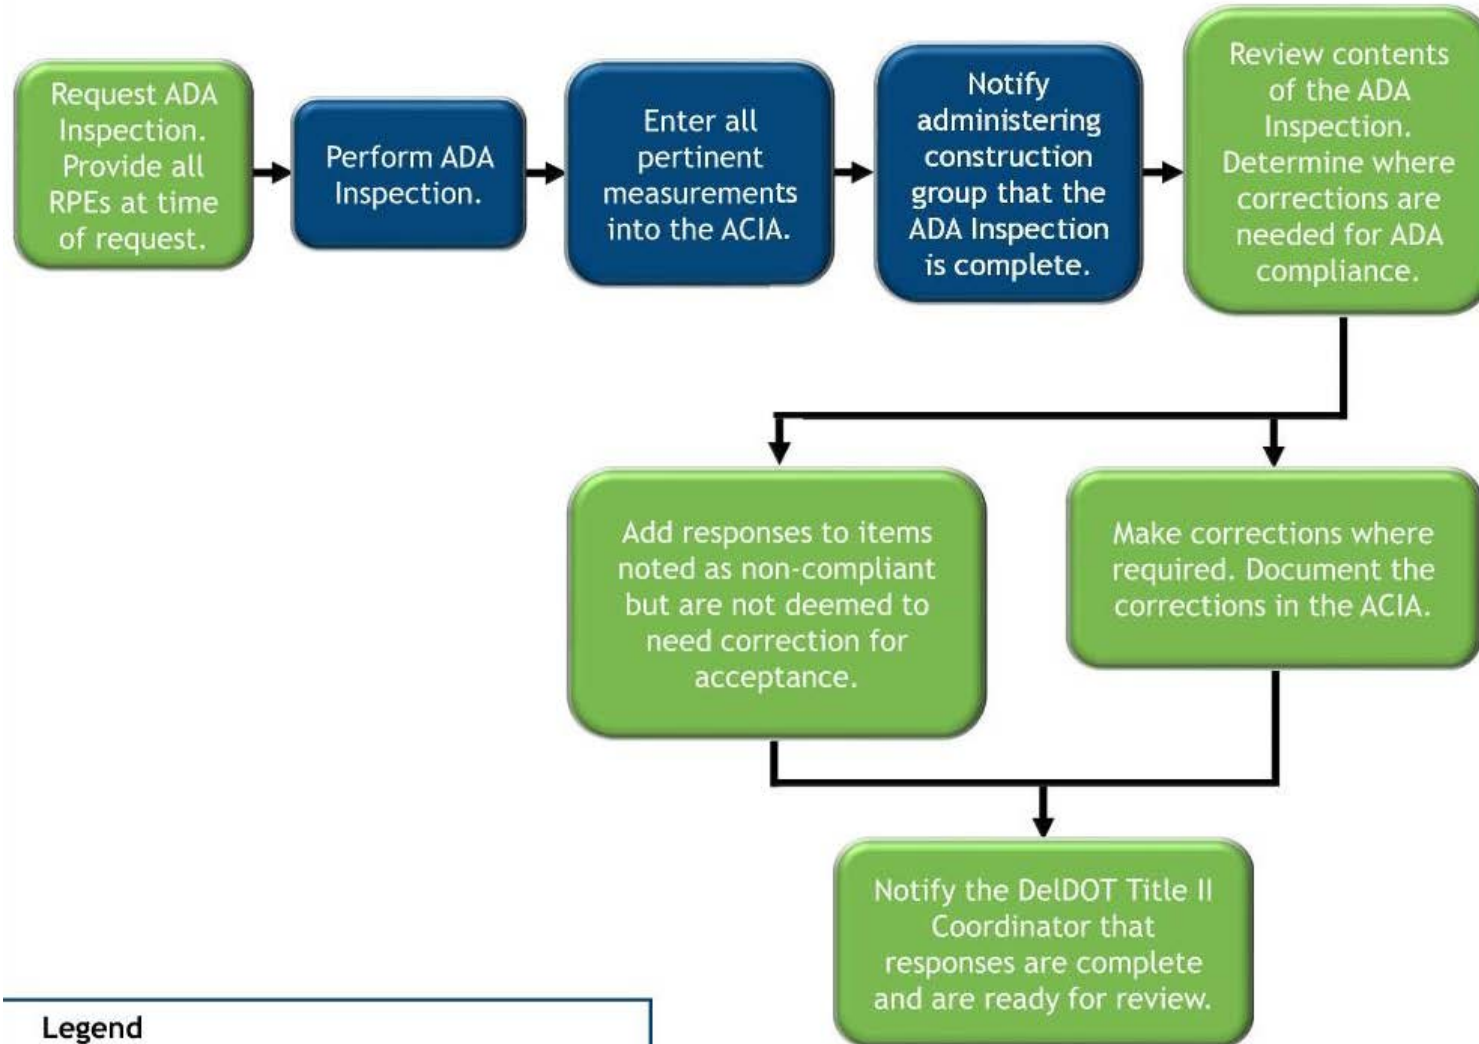 Request ADA
Inspection.
Provide all
RPEs at time
of request.
Perform ADA
Inspection.
Enter all
pertinent
measurements
into the ACIA.
Notify
administering
construction
group that the
ADA Inspection
is complete.
Review contents
of the ADA
Inspection.
Determine where
corrections are
needed for ADA
compliance.
Add responses to items
noted as non-compliant
but are not deemed to
need correction for
acceptance.
Make corrections where
required. Document the
corrections in the ACIA.
Notify the DelDOT Title II
Coordinator that
responses are complete
and are ready for review.
Legend